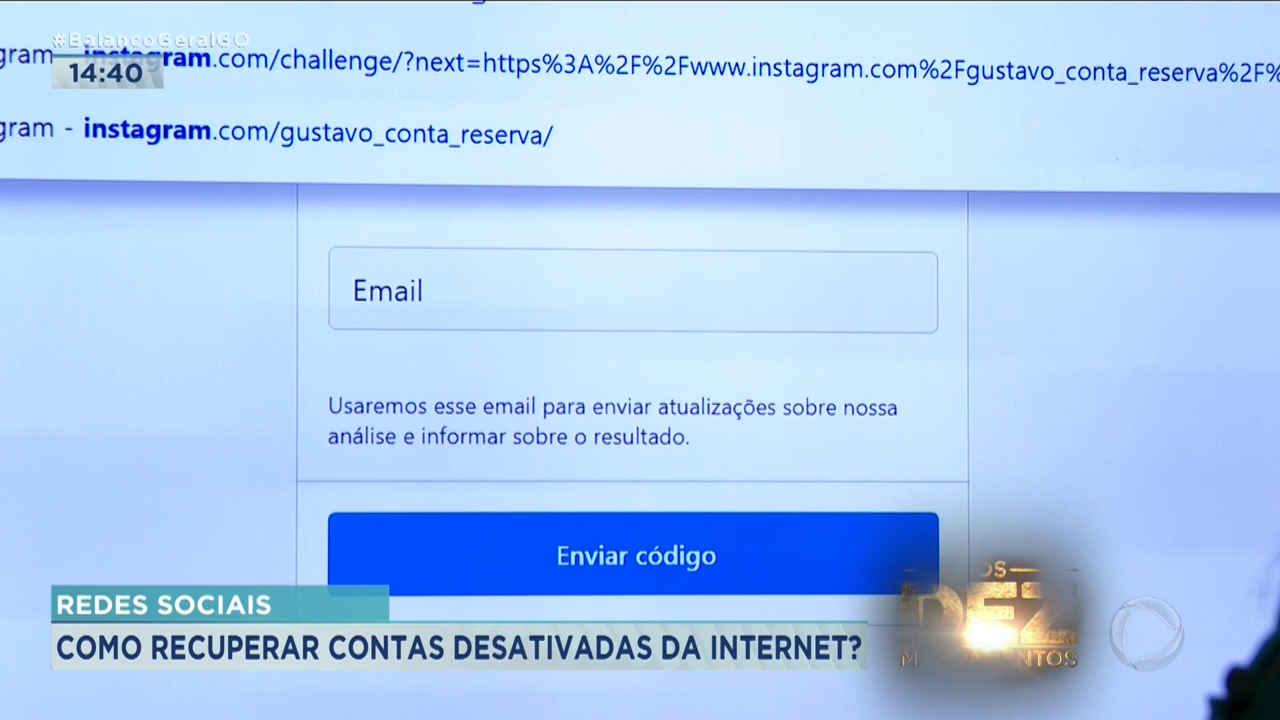 #BalancoGeralGO
14:40
gram - instagram.com/challenge/?next=https%3A%2F%2Fwww.instagram.com%2Fgustavo_conta_reserva%2F%
gram - instagram.com/gustavo_conta_reserva/
Email
Usaremos esse email para enviar atualizações sobre nossa
análise e informar sobre o resultado.
Enviar código
REDES SOCIAIS
COMO RECUPERAR CONTAS DESATIVADAS DA INTERNET?
OS
DEZ